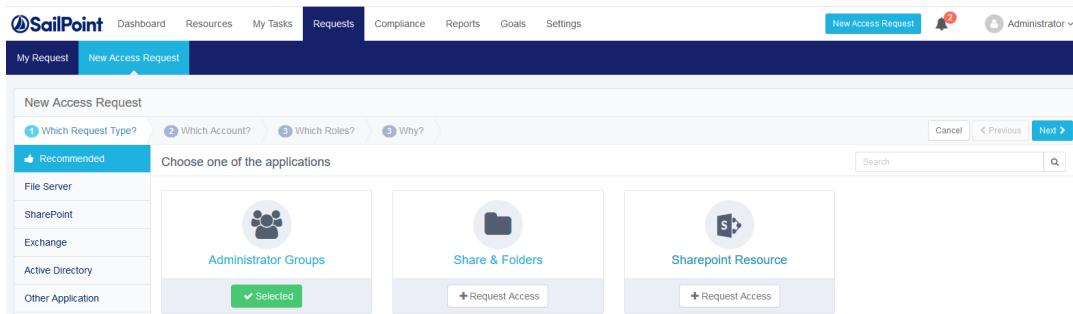 SailPoint Dashboard Resources My Tasks Requests Compliance Reports Goals Settings New Access Request 2 Administrator
My Request New Access Request
New Access Request
1 Which Request Type? 2 Which Account? 3 Which Roles? 3 Why? Cancel Previous Next
Recommended
Choose one of the applications
Search
File Server
SharePoint
Exchange
Active Directory
Other Application
Administrator Groups
Selected
Share & Folders
+ Request Access
S
Sharepoint Resource
+ Request Access